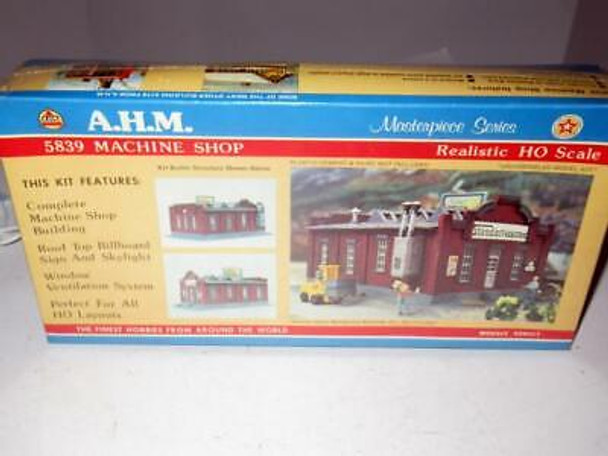 A.H.M.
Masterpiece Series
5839 MACHINE SHOP
Realistic HO Scale
THIS KIT FEATURES:
Complete
Machine Shop
Building
Roof Top Billboard
Sign And Skylight
Window
Ventilation System
Perfect For All
HO Layouts
THE FINEST HOBBIES FROM AROUND THE WORLD